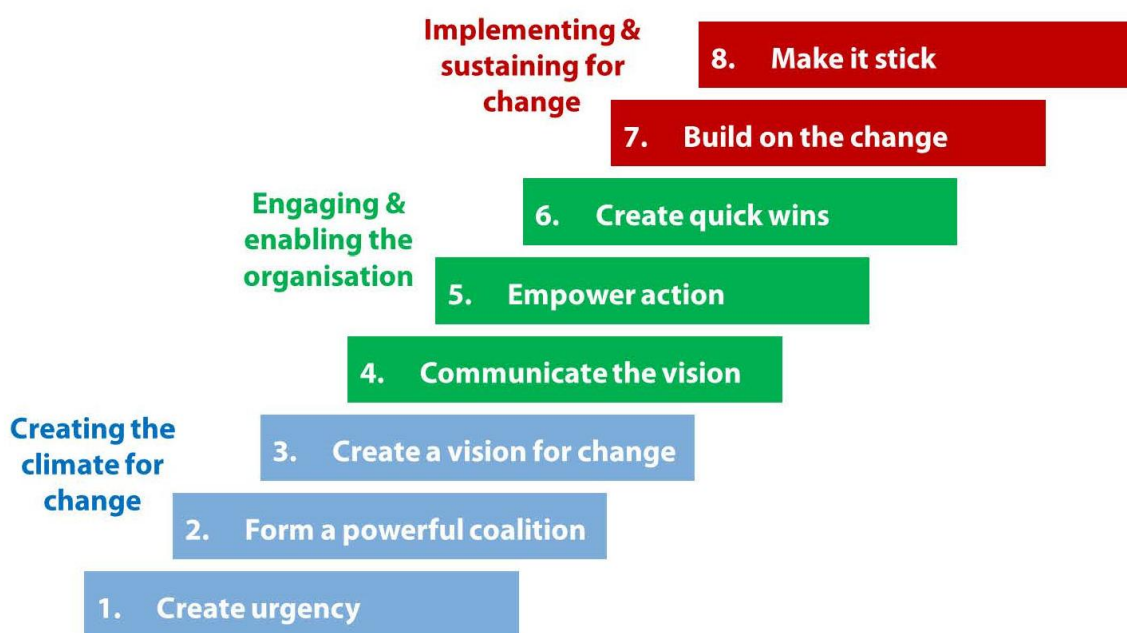 Implementing &
sustaining for
change
8. Make it stick
7. Build on the change
Engaging &
enabling the
organisation
6. Create quick wins
5. Empower action
4. Communicate the vision
Creating the
climate for
change
3. Create a vision for change
2. Form a powerful coalition
1. Create urgency